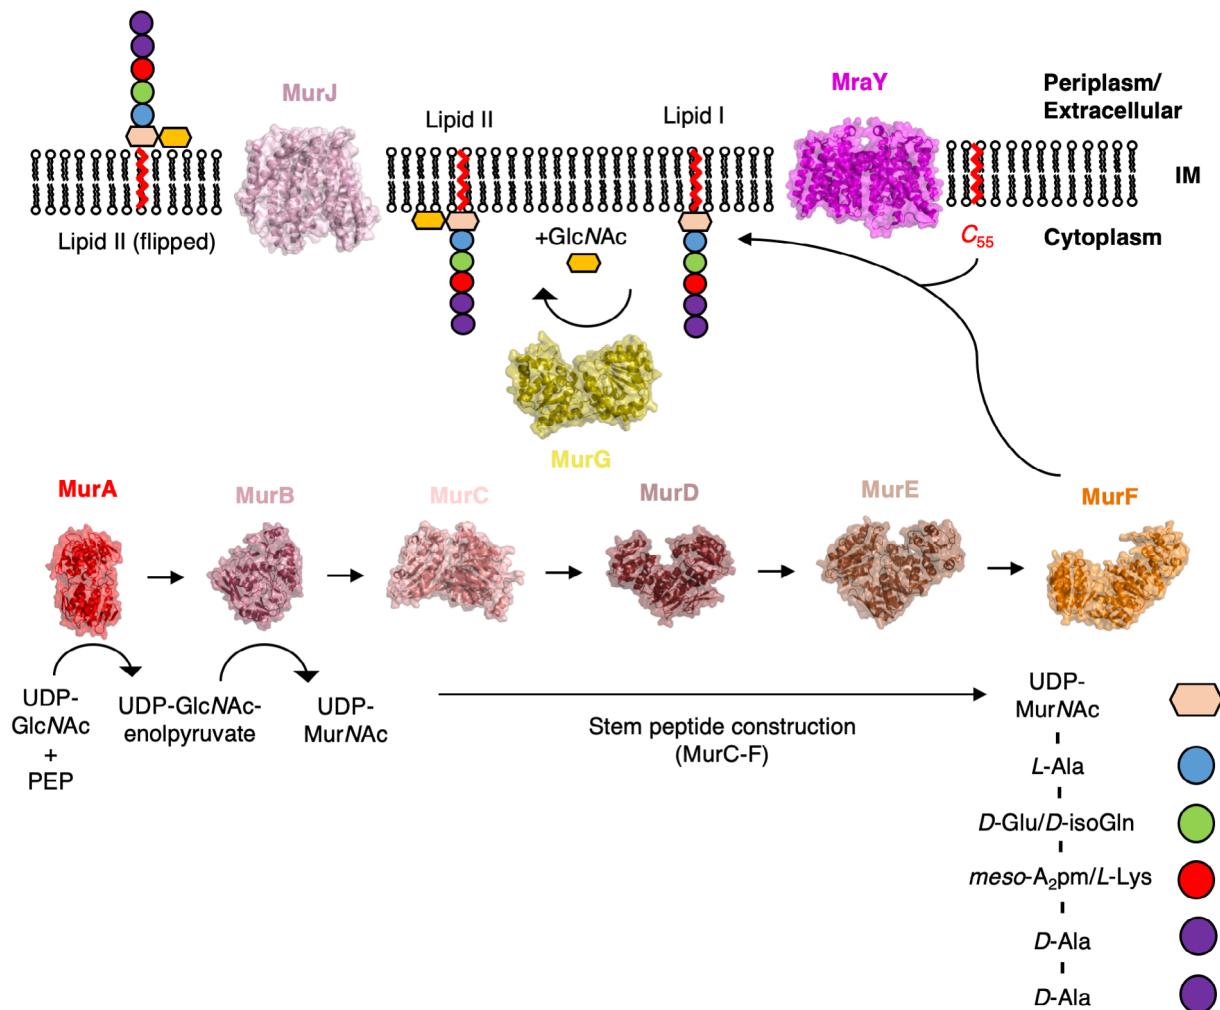 MurJ
MraY
Periplasm/
Extracellular
Lipid II
Lipid I
IM
Lipid II (flipped)
+GlcNAc
C55
Cytoplasm
MurG
MurA
MurB
MurC
MurD
MurE
MurF
UDP-
GlcNAc
+
PEP
UDP-GlcNAc-
enolpyruvate
UDP-
MurNAc
Stem peptide construction
(MurC-F)
UDP-
MurNAc
L-Ala
D-Glu/D-isoGln
meso-A2pm/L-Lys
D-Ala
D-Ala